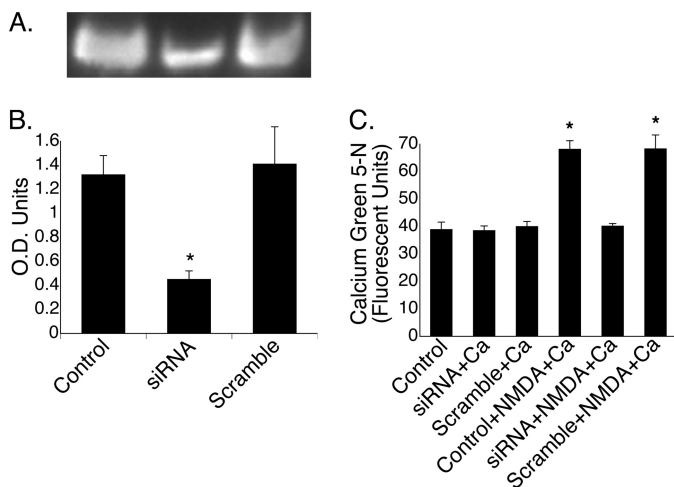 A.
B.
O.D. Units
1.6
1.4
1.2
1
0.8
0.6
0.4
0.2
0
*
Control
siRNA
Scramble
C.
Calcium Green 5-N
(Fluorescent Units)
70
60
50
40
30
20
10
0
*
*
Control
siRNA+Ca
Scramble+Ca
Control+NMDA+Ca
siRNA+NMDA+Ca
Scramble+NMDA+Ca